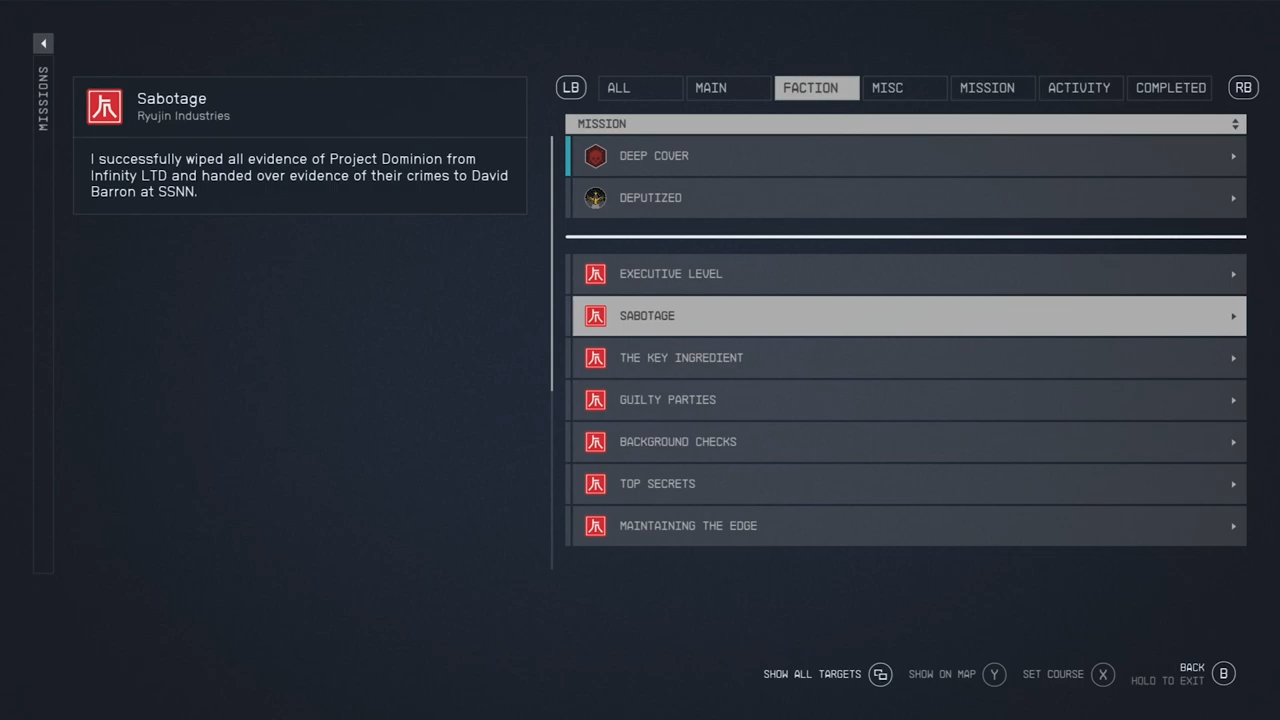 MISSIONS
Sabotage
Ryujin Industries
I successfully wiped all evidence of Project Dominion from
Infinity LTD and handed over evidence of their crimes to David
Barron at SSNN.
LB ALL MAIN FACTION MISC MISSION ACTIVITY COMPLETED RB
MISSION
DEEP COVER
DEPUTIZED
EXECUTIVE LEVEL
SABOTAGE
THE KEY INGREDIENT
GUILTY PARTIES
BACKGROUND CHECKS
TOP SECRETS
MAINTAINING THE EDGE
SHOW ALL TARGETS SHOW ON MAP Y SET COURSE X BACK B
HOLD TO EXIT